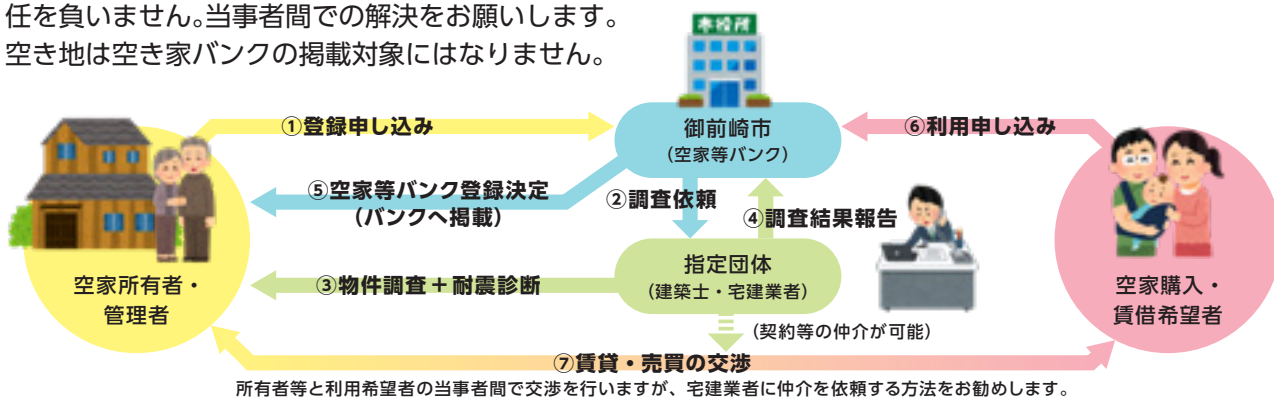 任を負いません。当事者間での解決をお願いします。
空き地は空き家バンクの掲載対象にはなりません。
市役所
①登録申し込み
御前崎市
（空家等バンク）
⑥利用申し込み
⑤空家等バンク登録決定
（バンクへ掲載）
②調査依頼
④調査結果報告
③物件調査＋耐震診断
指定団体
（建築士・宅建業者）
空家所有者・
管理者
空家購入・
賃借希望者
（契約等の仲介が可能）
⑦賃貸・売買の交渉
所有者等と利用希望者の当事者間で交渉を行いますが、宅建業者に仲介を依頼する方法をお勧めします。